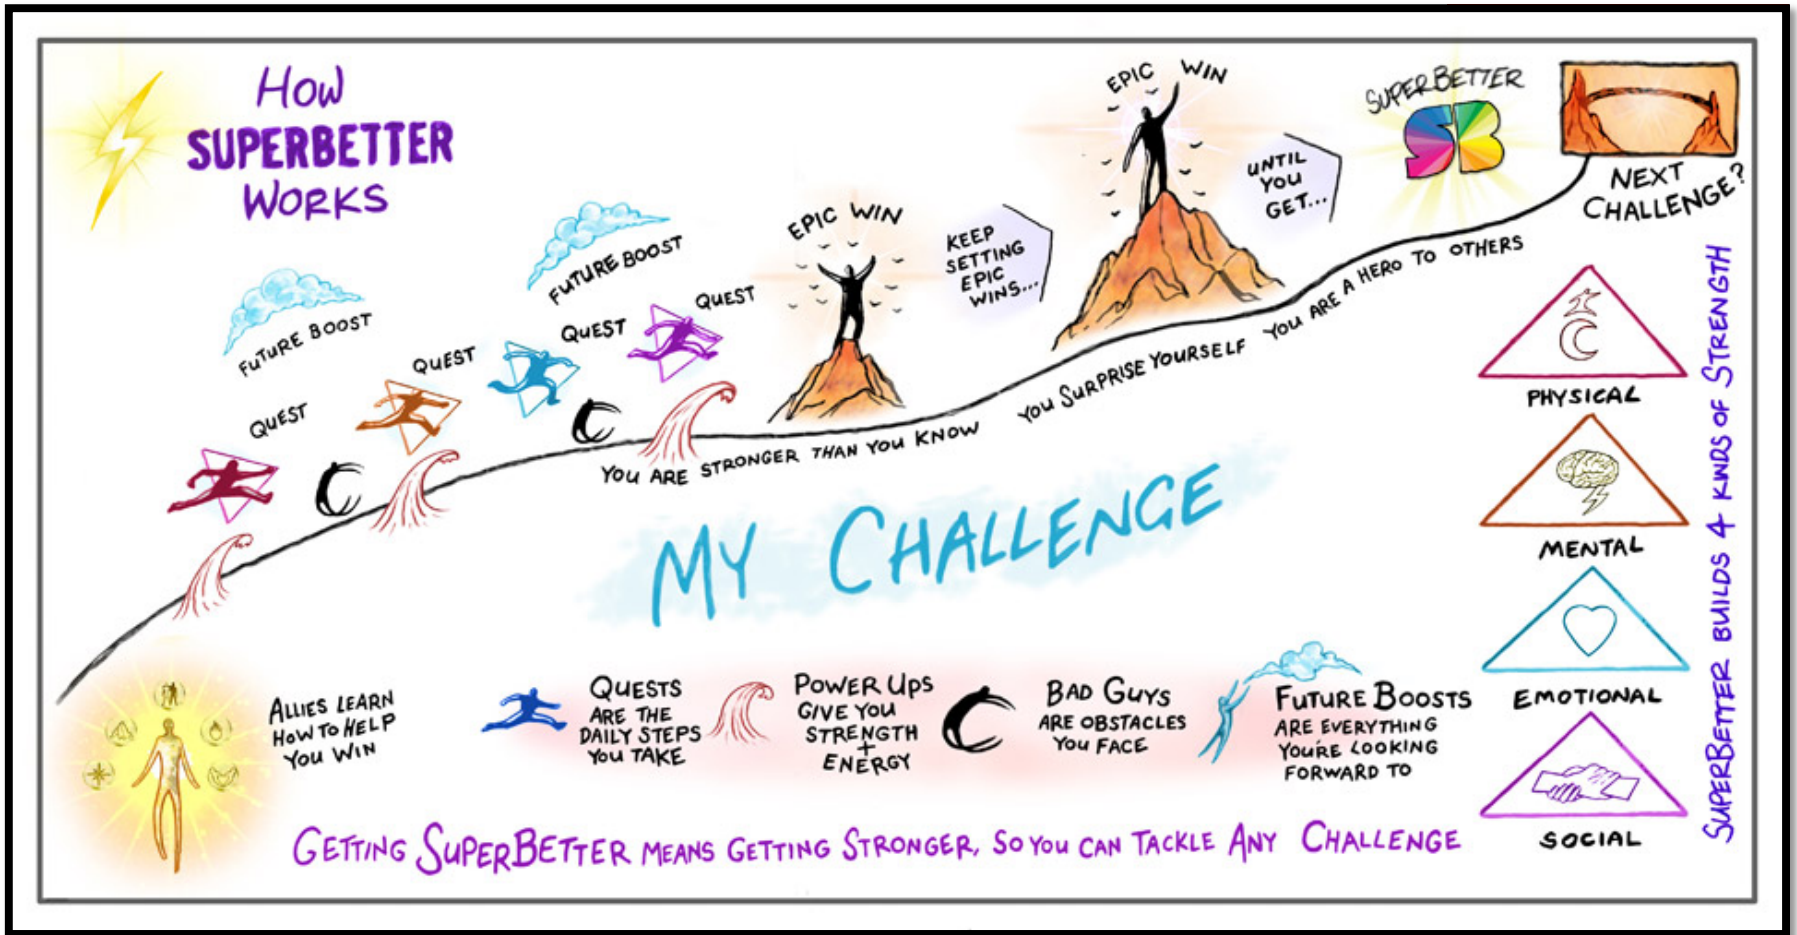 HOW
SUPERBETTER
WORKS
FUTURE BOOST
FUTURE BOOST
QUEST
QUEST
QUEST
QUEST
EPIC WIN
KEEP
SETTING
EPIC
WINS...
EPIC WIN
UNTIL
YOU
GET...
SUPERBETTER
SB
NEXT
CHALLENGE?
YOU ARE STRONGER THAN YOU KNOW
YOU SURPRISE YOURSELF
YOU ARE A HERO TO OTHERS
MY CHALLENGE
PHYSICAL
MENTAL
EMOTIONAL
SOCIAL
SUPERBETTER BUILDS 4 KINDS OF STRENGTH
ALLIES LEARN
HOW TO HELP
YOU WIN
QUESTS
ARE THE
DAILY STEPS
YOU TAKE
POWER UPS
GIVE YOU
STRENGTH
+
ENERGY
BAD GUYS
ARE OBSTACLES
YOU FACE
FUTURE BOOSTS
ARE EVERYTHING
YOU'RE LOOKING
FORWARD TO
GETTING SUPERBETTER MEANS GETTING STRONGER, SO YOU CAN TACKLE ANY CHALLENGE